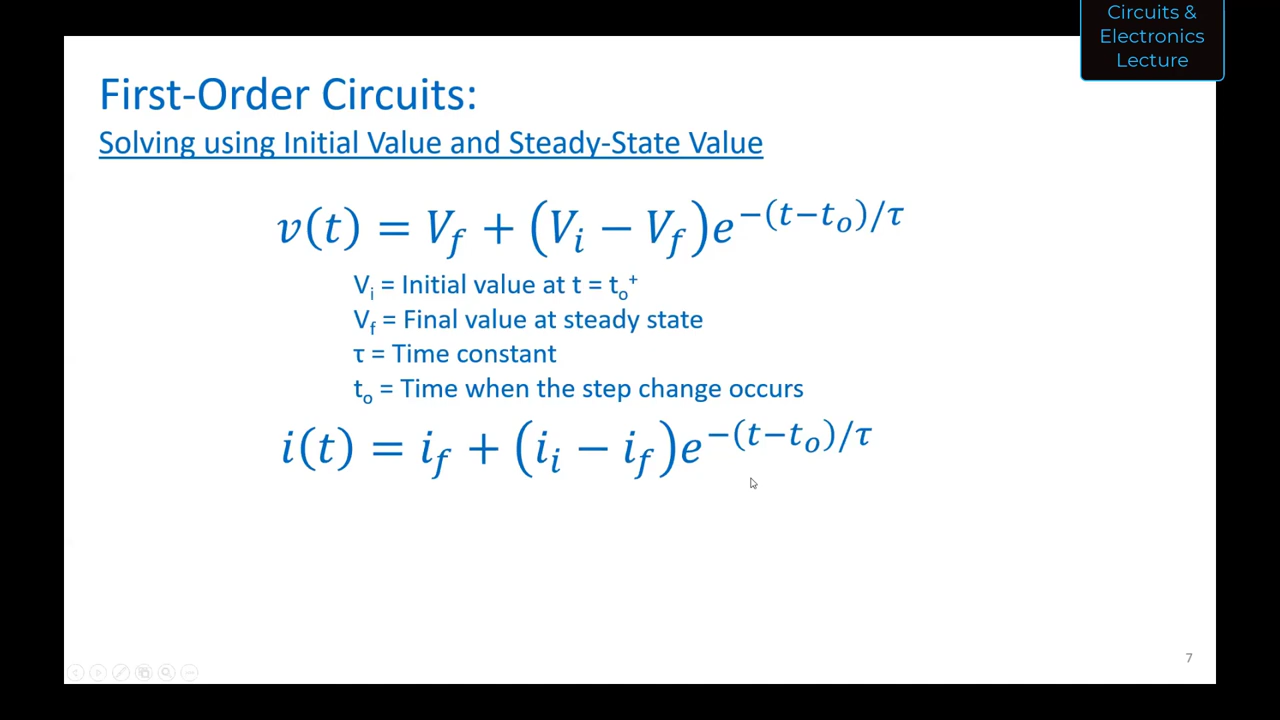 Circuits &
Electronics
Lecture
First-Order Circuits:
Solving using Initial Value and Steady-State Value
v(t) = V_f + (V_i − V_f)e^{−(t−t_o)/τ}
V_i = Initial value at t = t_o^+
V_f = Final value at steady state
τ = Time constant
t_o = Time when the step change occurs
i(t) = i_f + (i_i − i_f)e^{−(t−t_o)/τ}
7